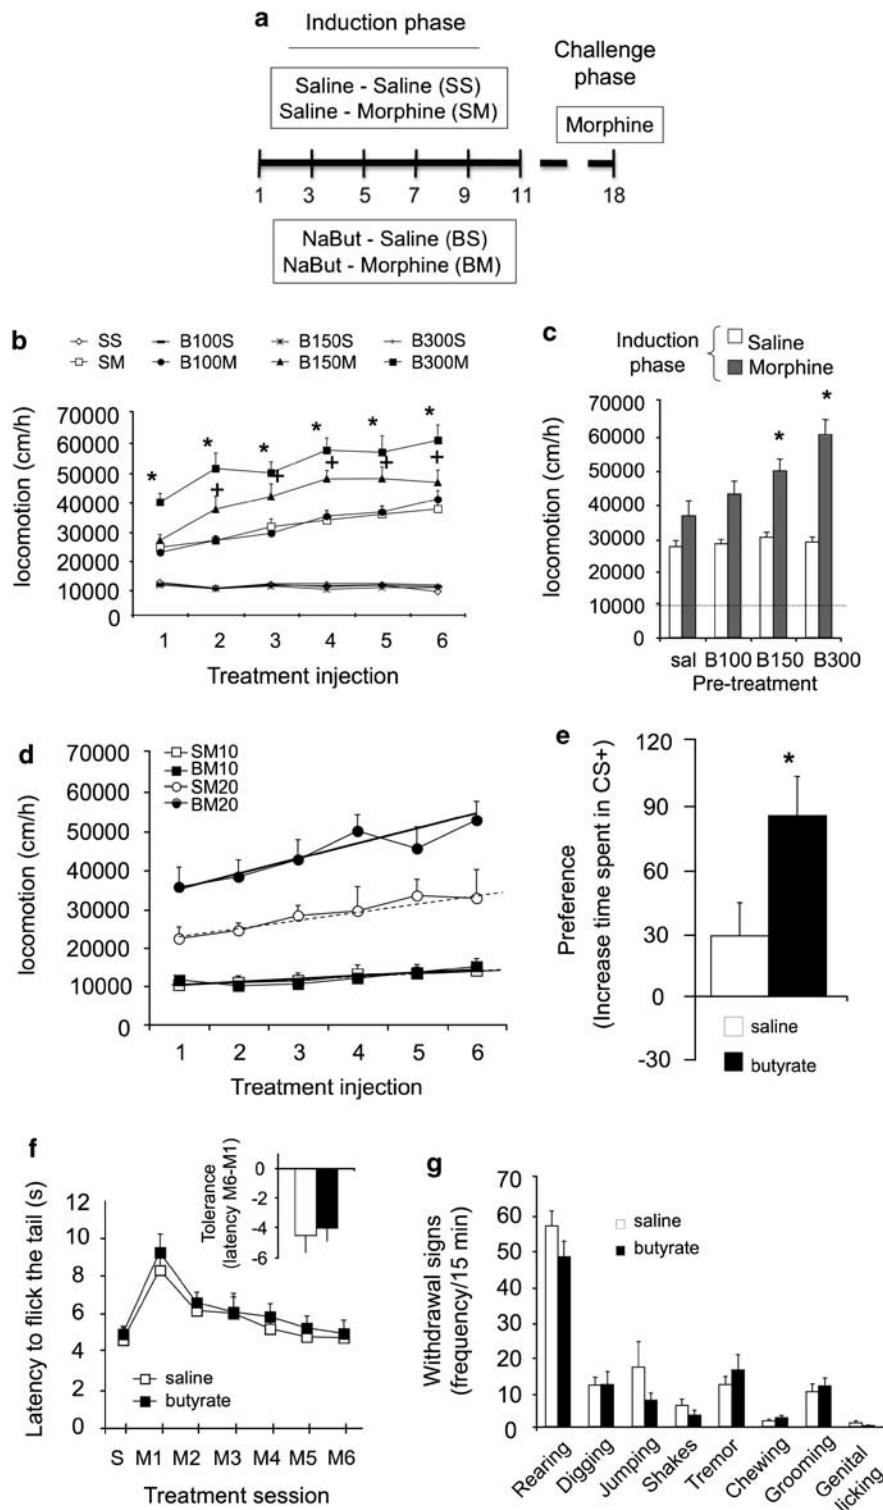 a
Induction phase
Challenge
phase
Saline - Saline (SS)
Saline - Morphine (SM)
Morphine
1 3 5 7 9 11 18
NaBut - Saline (BS)
NaBut - Morphine (BM)
b
SS B100S B150S B300S
SM B100M B150M B300M
locomotion (cm/h)
70000
60000
50000
40000
30000
20000
10000
0
* * * * * *
+ + + + +
1 2 3 4 5 6
Treatment injection
c
Induction
phase
Saline
Morphine
locomotion (cm/h)
70000
60000
50000
40000
30000
20000
10000
0
* *
sal B100 B150 B300
Pre-treatment
d
SM10
BM10
SM20
BM20
locomotion (cm/h)
70000
60000
50000
40000
30000
20000
10000
0
1 2 3 4 5 6
Treatment injection
e
Preference
(Increase time spent in CS+)
120
90
60
30
0
-30
*
saline
butyrate
f
Latency to flick the tail (s)
12
10
8
6
4
2
0
Tolerance
(latency M6-M1)
0
-2
-4
-6
saline
butyrate
S M1 M2 M3 M4 M5 M6
Treatment session
g
Withdrawal signs
(frequency/15 min)
70
60
50
40
30
20
10
0
saline
butyrate
Rearing
Digging
Jumping
Shakes
Tremor
Chewing
Grooming
Genital
licking